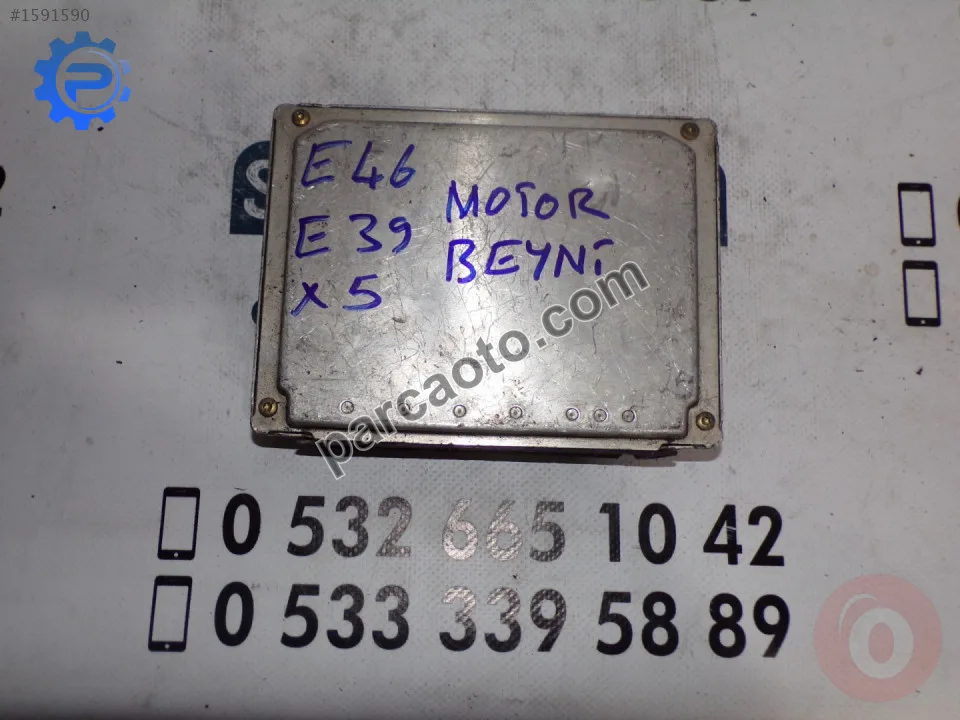 #1591590
P
E46
E39
X5
MOTOR
BEYNİ
parcaoto.com
0 532 665 10 42
0 533 339 58 89
O